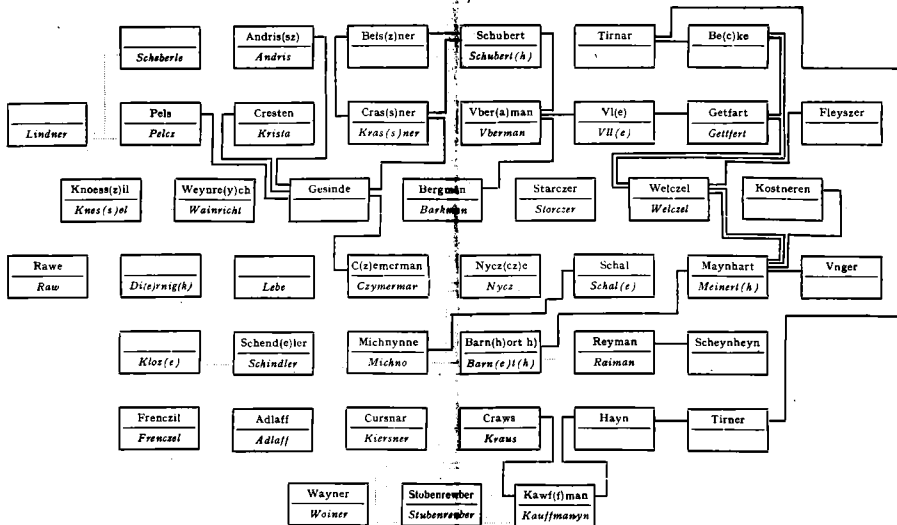 Scheberle
Andris(sz)
Andris
Beis(z)ner
Schubert
Schubert(h)
Tirnar
Be(c)ke
Lindner
Pels
Pelcz
Cresten
Krista
Cras(s)ner
Kras(s)ner
Vber(a)man
Vberman
Vl(e)
Vll(e)
Getfart
Gettfert
Fleyszer
Knoess(z)il
Knes(s)el
Weynre(y)ch
Wainricht
Gesinde
Bergman
Barkman
Starczer
Storczer
Welczel
Welczel
Kostneren
Rawe
Raw
Di(e)rnig(h)
Lebe
C(z)emerman
Czymermar
Nycz(cz)e
Nycz
Schal
Schal(e)
Maynhart
Meinert(h)
Vnger
Kloz(e)
Schend(e)ler
Schindler
Michnynne
Michno
Barn(h)ort h)
Barn(e)t(h)
Reyman
Raiman
Scheynheyn
Frenczil
Frenczel
Adlaff
Adlaff
Cursnar
Kiersner
Craws
Kraus
Hayn
Tirner
Wayner
Woiner
Stobenrewber
Stubenreuber
Kawf(f)man
Kauffmanyn